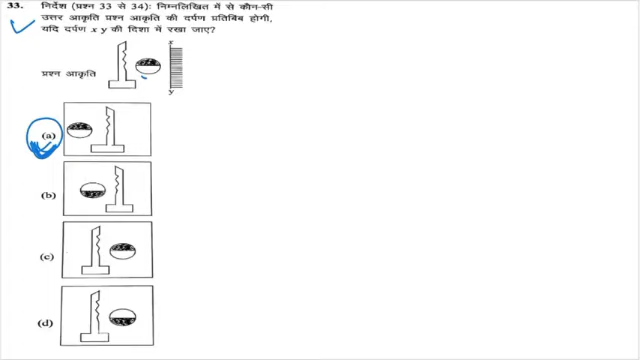 33. निर्देश (प्रश्न 33 से 34): निम्नलिखित में से कौन-सी
उत्तर आकृति प्रश्न आकृति की दर्पण प्रतिबिंब होगी,
यदि दर्पण x y की दिशा में रखा जाए?
x
प्रश्न आकृति
y
(a)
(b)
(c)
(d)